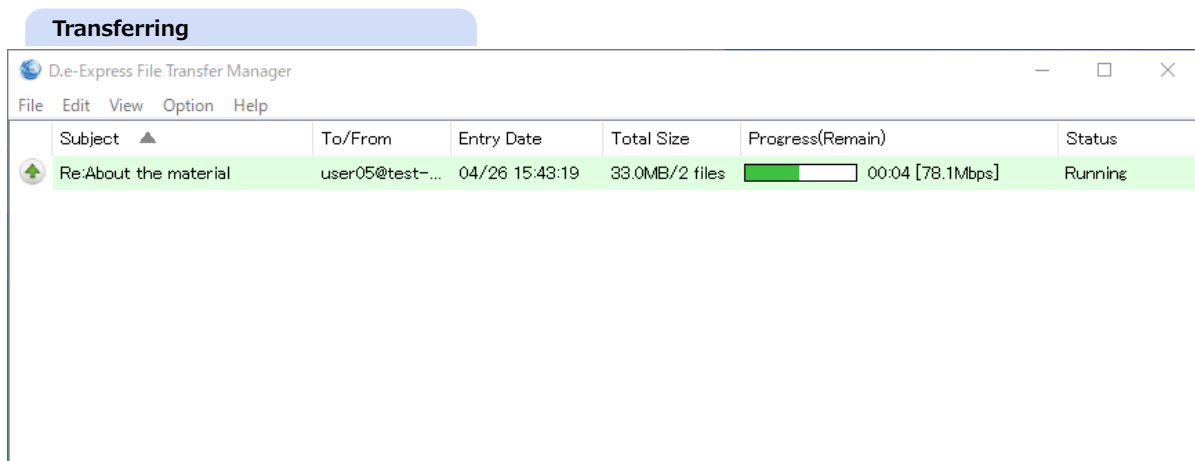 Transferring
D.e-Express File Transfer Manager
File Edit View Option Help
Subject To/From Entry Date Total Size Progress(Remain) Status
Re:About the material user05@test-... 04/26 15:43:19 33.0MB/2 files 00:04 [78.1Mbps] Running